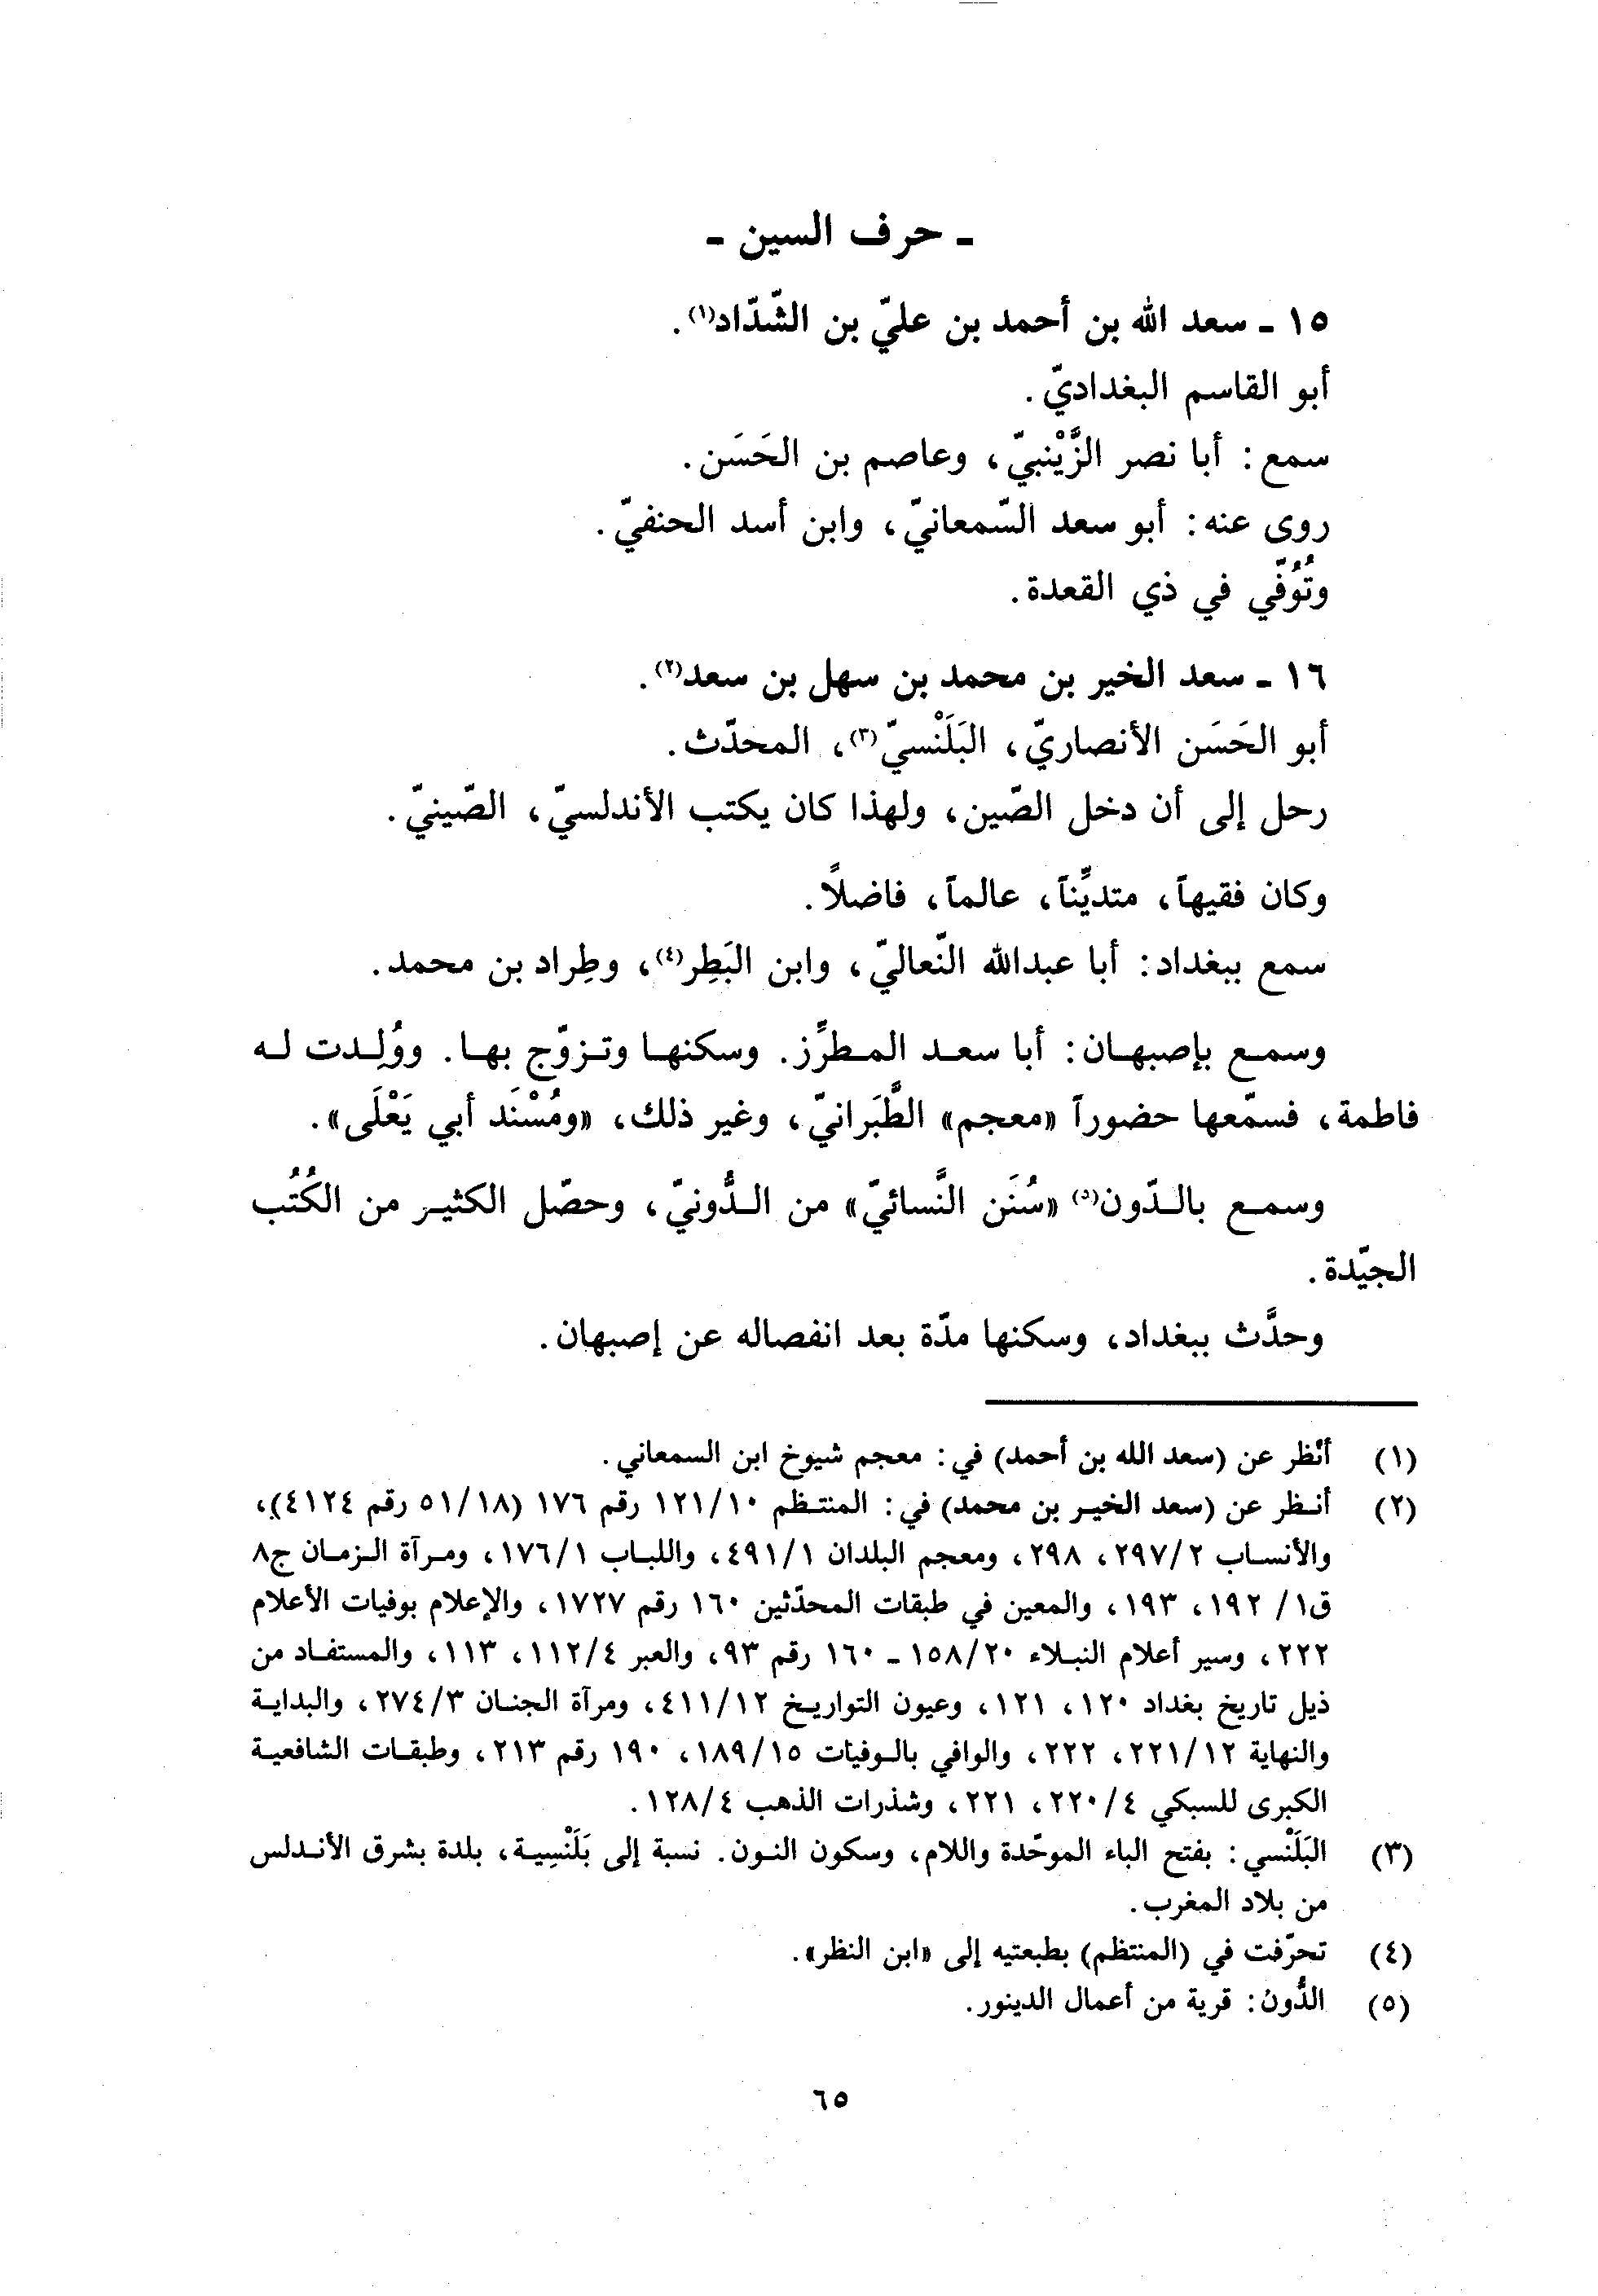 ـ حرف السين ـ
١٥ ـ سعد الله بن أحمد بن عليّ بن الشّدّاد(١).
أبو القاسم البغداديّ.
سمع: أبا نصر الزَّيْنبيّ، وعاصم بن الحَسَن.
روى عنه: أبو سعد السّمعانيّ، وابن أسد الحنفيّ.
وتُوُفّي في ذي القعدة.
١٦ ـ سعد الخير بن محمد بن سهل بن سعد(٢).
أبو الحَسَن الأنصاريّ، البَلَنْسيّ(٣)، المحدّث.
رحل إلى أن دخل الصّين، ولهذا كان يكتب الأندلسيّ، الصّينيّ.
وكان فقيهاً، متديِّناً، عالماً، فاضلاً.
سمع ببغداد: أبا عبدالله النّعاليّ، وابن البَطِر(٤)، وطِراد بن محمد.
وسمع بإصبهان: أبا سعد المطرِّز. وسكنها وتزوّج بها. ووُلِدت له
فاطمة، فسمّعها حضوراً «معجم» الطَّبَرانيّ، وغير ذلك، «ومُسْنَد أبي يَعْلَى».
وسمع بالدّون(٥) «سُنَن النَّسائيّ» من الدُّونيّ، وحصّل الكثير من الكُتُب
الجيّدة.
وحدَّث ببغداد، وسكنها مدّة بعد انفصاله عن إصبهان.
(١) أنظر عن (سعد الله بن أحمد) في: معجم شيوخ ابن السمعاني.
(٢) أنظر عن (سعد الخير بن محمد) في: المنتظم ١٢١/١٠ رقم ١٧٦ (٥١/١٨ رقم ٤١٢٤)،
والأنساب ٢٩٧/٢، ٢٩٨، ومعجم البلدان ٤٩١/١، واللباب ١٧٦/١، ومرآة الزمان ج٨
ق١/ ١٩٢، ١٩٣، والمعين في طبقات المحدّثين ١٦٠ رقم ١٧٢٧، والإعلام بوفيات الأعلام
٢٢٢، وسير أعلام النبلاء ١٥٨/٢٠ ـ ١٦٠ رقم ٩٣، والعبر ١١٢/٤، ١١٣، والمستفاد من
ذيل تاريخ بغداد ١٢٠، ١٢١، وعيون التواريخ ٤١١/١٢، ومرآة الجنان ٢٧٤/٣، والبداية
والنهاية ٢٢١/١٢، ٢٢٢، والوافي بالوفيات ١٨٩/١٥، ١٩٠ رقم ٢١٣، وطبقات الشافعية
الكبرى للسبكي ٢٢٠/٤، ٢٢١، وشذرات الذهب ١٢٨/٤.
(٣) البَلَنْسي: بفتح الباء الموحّدة واللام، وسكون النون. نسبة إلى بَلَنْسِية، بلدة بشرق الأندلس
من بلاد المغرب.
(٤) تحرّفت في (المنتظم) بطبعتيه إلى «ابن النظر».
(٥) الدُّون: قرية من أعمال الدينور.
٦٥